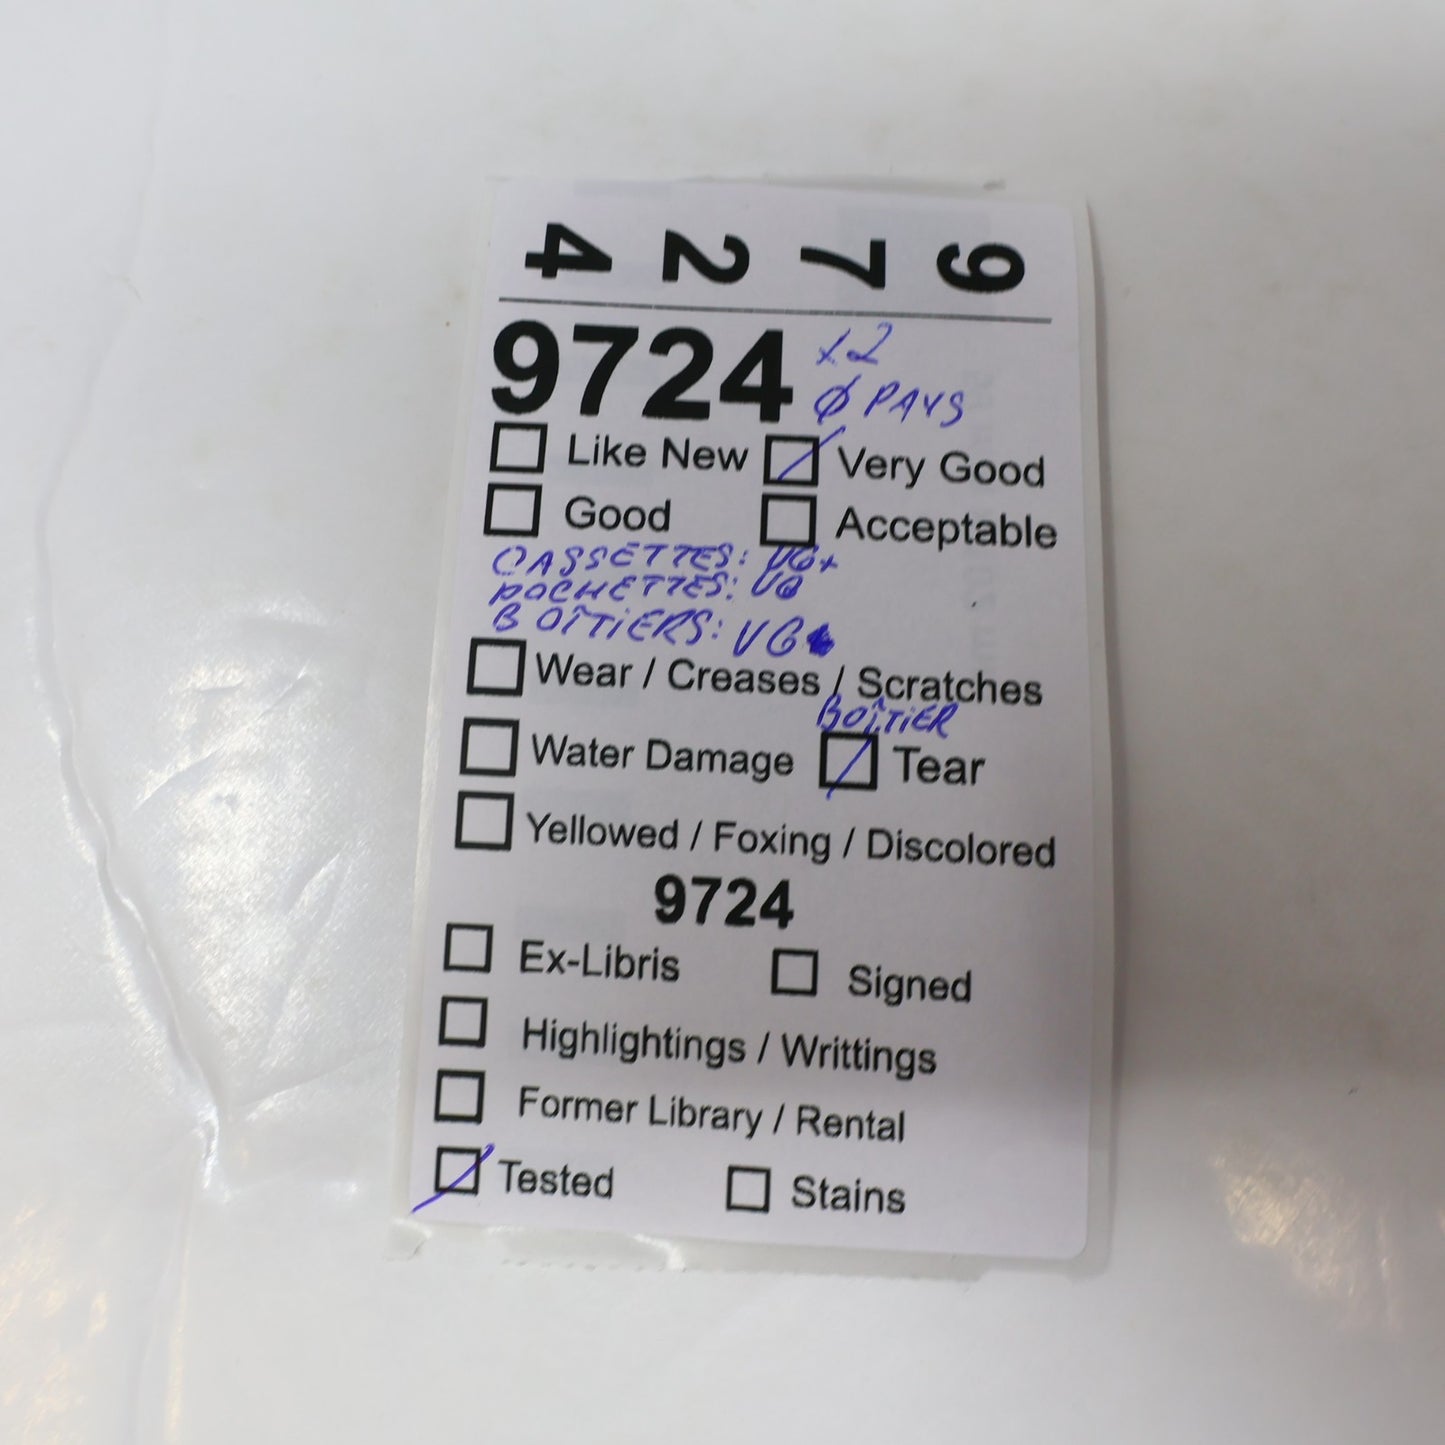 9 7 2 4
9724 x2
Ø PAYS
Like New Very Good
Good Acceptable
CASSETTES: VG+
POCHETTES: VG
BOÎTIERS: VG
Wear / Creases / Scratches
BOÎTIER
Water Damage Tear
Yellowed / Foxing / Discolored
9724
Ex-Libris Signed
Highlightings / Writtings
Former Library / Rental
Tested Stains